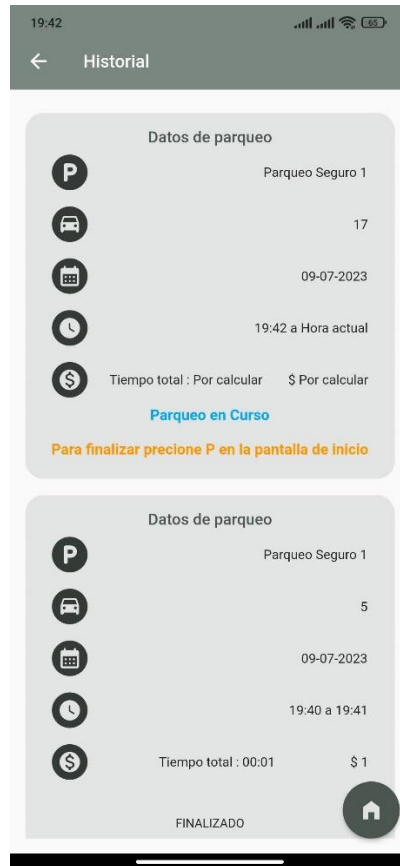 19:42
65
Historial
Datos de parqueo
P
Parqueo Seguro 1
17
09-07-2023
19:42 a Hora actual
$ Tiempo total : Por calcular $ Por calcular
Parqueo en Curso
Para finalizar precione P en la pantalla de inicio
Datos de parqueo
P
Parqueo Seguro 1
5
09-07-2023
19:40 a 19:41
$ Tiempo total : 00:01 $ 1
FINALIZADO